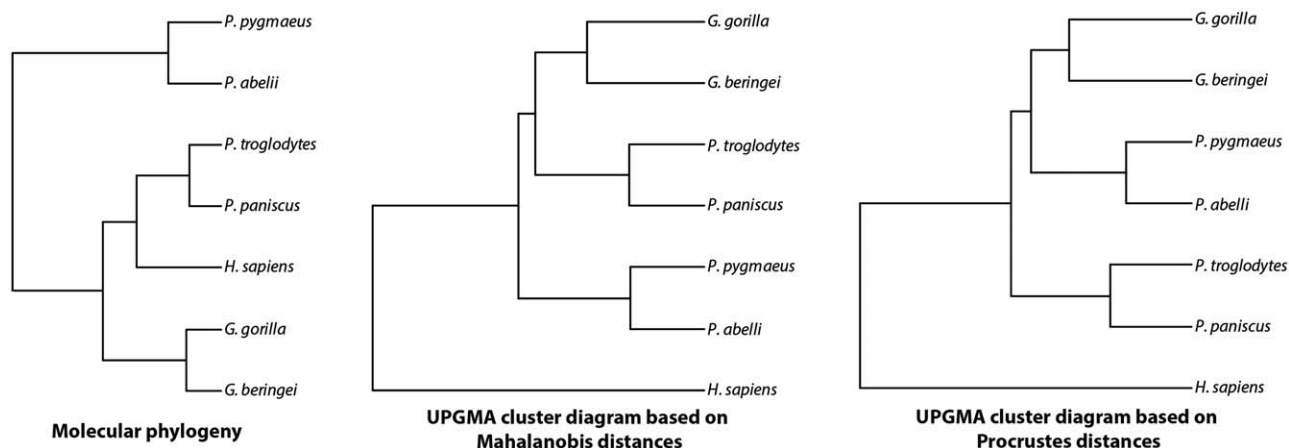 P. pygmaeus
P. abelii
P. troglodytes
P. paniscus
H. sapiens
G. gorilla
G. beringei
Molecular phylogeny
G. gorilla
G. beringei
P. troglodytes
P. paniscus
P. pygmaeus
P. abelli
H. sapiens
UPGMA cluster diagram based on
Mahalanobis distances
G. gorilla
G. beringei
P. pygmaeus
P. abelli
P. troglodytes
P. paniscus
H. sapiens
UPGMA cluster diagram based on
Procrustes distances